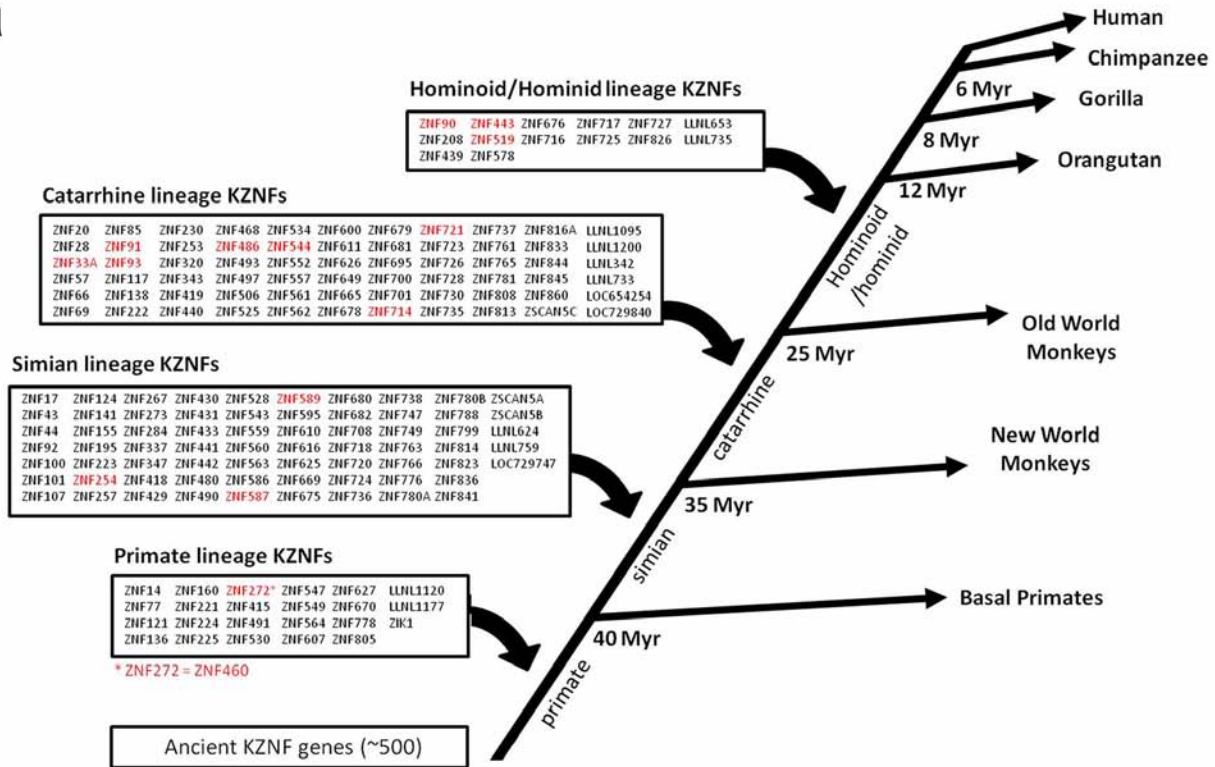 Human
Chimpanzee
6 Myr
Gorilla
8 Myr
Orangutan
12 Myr
Hominoid/Hominid lineage KZNFs
ZNF90 ZNF443 ZNF676 ZNF717 ZNF727 LLNL653
ZNF208 ZNF519 ZNF716 ZNF725 ZNF826 LLNL735
ZNF439 ZNF578
Hominoid
/hominid
Catarrhine lineage KZNFs
ZNF20 ZNF85 ZNF230 ZNF468 ZNF534 ZNF600 ZNF679 ZNF721 ZNF737 ZNF816A LLNL1095
ZNF28 ZNF91 ZNF253 ZNF486 ZNF544 ZNF611 ZNF681 ZNF723 ZNF761 ZNF833 LLNL1200
ZNF33A ZNF93 ZNF320 ZNF493 ZNF552 ZNF626 ZNF695 ZNF726 ZNF765 ZNF844 LLNL342
ZNF57 ZNF117 ZNF343 ZNF497 ZNF557 ZNF649 ZNF700 ZNF728 ZNF781 ZNF845 LLNL733
ZNF66 ZNF138 ZNF419 ZNF506 ZNF561 ZNF665 ZNF701 ZNF730 ZNF808 ZNF860 LOC654254
ZNF69 ZNF222 ZNF440 ZNF525 ZNF562 ZNF678 ZNF714 ZNF735 ZNF813 ZSCAN5C LOC729840
Old World
Monkeys
25 Myr
catarrhine
Simian lineage KZNFs
ZNF17 ZNF124 ZNF267 ZNF430 ZNF528 ZNF589 ZNF680 ZNF738 ZNF780B ZSCAN5A
ZNF43 ZNF141 ZNF273 ZNF431 ZNF543 ZNF595 ZNF682 ZNF747 ZNF788 ZSCAN5B
ZNF44 ZNF155 ZNF284 ZNF433 ZNF559 ZNF610 ZNF708 ZNF749 ZNF799 LLNL624
ZNF92 ZNF195 ZNF337 ZNF441 ZNF560 ZNF616 ZNF718 ZNF763 ZNF814 LLNL759
ZNF100 ZNF223 ZNF347 ZNF442 ZNF563 ZNF625 ZNF720 ZNF766 ZNF823 LOC729747
ZNF101 ZNF254 ZNF418 ZNF480 ZNF586 ZNF669 ZNF724 ZNF776 ZNF836
ZNF107 ZNF257 ZNF429 ZNF490 ZNF587 ZNF675 ZNF736 ZNF780A ZNF841
New World
Monkeys
35 Myr
simian
Primate lineage KZNFs
ZNF14 ZNF160 ZNF272* ZNF547 ZNF627 LLNL1120
ZNF77 ZNF221 ZNF415 ZNF549 ZNF670 LLNL1177
ZNF121 ZNF224 ZNF491 ZNF564 ZNF778 ZIK1
ZNF136 ZNF225 ZNF530 ZNF607 ZNF805
* ZNF272 = ZNF460
Basal Primates
40 Myr
primate
Ancient KZNF genes (~500)